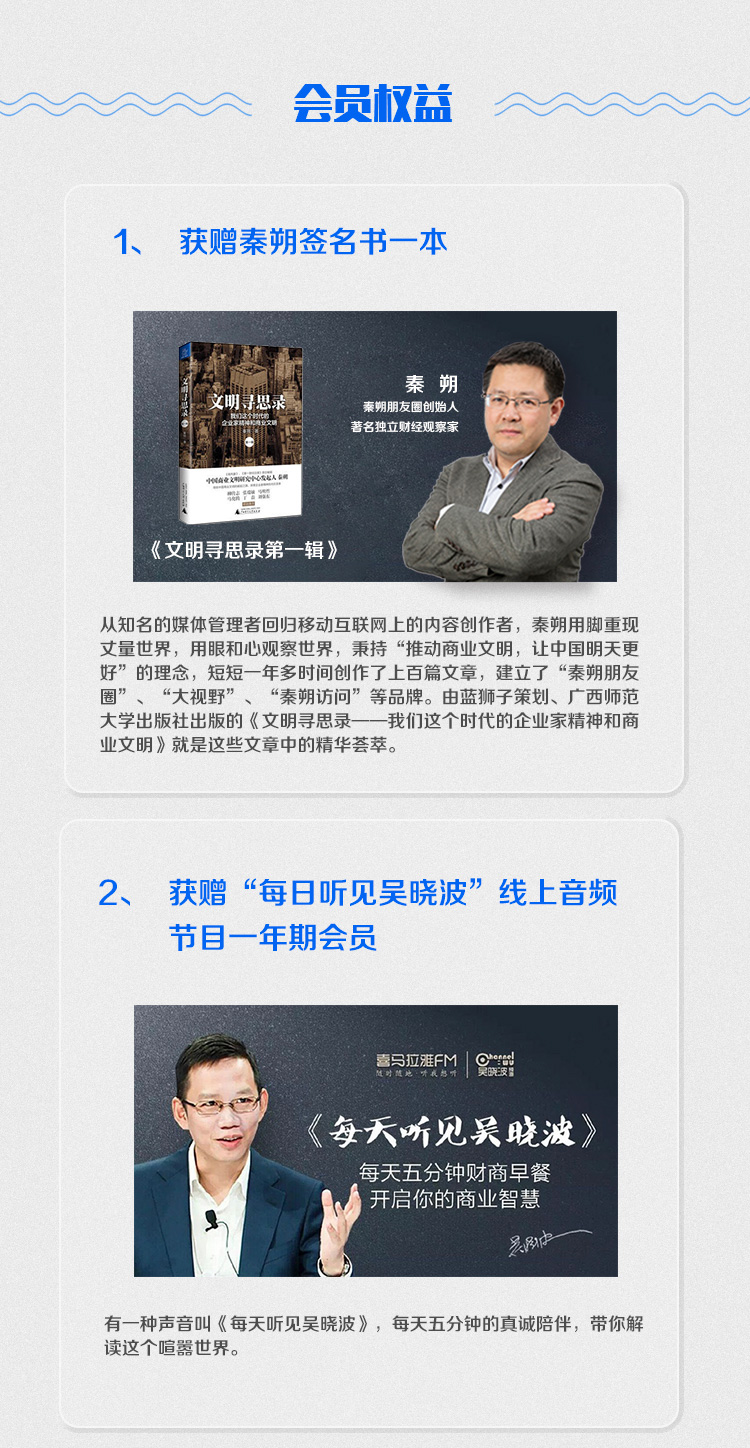 会员权益
1、 获赠秦朔签名书一本
文明寻思录
文明寻思录
我们这个时代的
企业家精神和商业文明
中国商业文明研究中心发起人 秦朔
秦 朔
秦朔朋友圈创始人
著名独立财经观察家
《文明寻思录第一辑》
从知名的媒体管理者回归移动互联网上的内容创作者，秦朔用脚重现
丈量世界，用眼和心观察世界，秉持“推动商业文明，让中国明天更
好”的理念，短短一年多时间创作了上百篇文章，建立了“秦朔朋友
圈”、“大视野”、“秦朔访问”等品牌。由蓝狮子策划、广西师范
大学出版社出版的《文明寻思录——我们这个时代的企业家精神和商
业文明》就是这些文章中的精华荟萃。
2、 获赠“每日听见吴晓波”线上音频
节目一年期会员
喜马拉雅FM
随时随地 听我想听
Channel
吴晓波频道
《每天听见吴晓波》
每天五分钟财商早餐
开启你的商业智慧
吴晓波
有一种声音叫《每天听见吴晓波》，每天五分钟的真诚陪伴，带你解
读这个喧嚣世界。